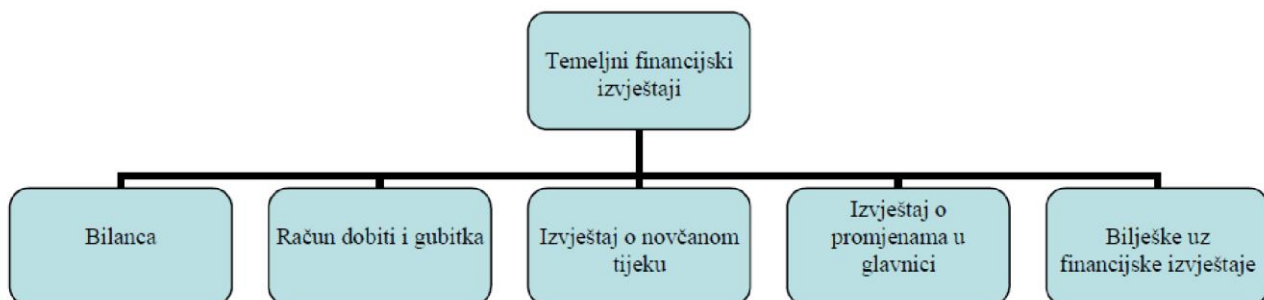 Temeljni financijski
izvještaji
Bilanca
Račun dobiti i gubitka
Izvještaj o novčanom
tijeku
Izvještaj o
promjenama u
glavnici
Bilješke uz
financijske izvještaje